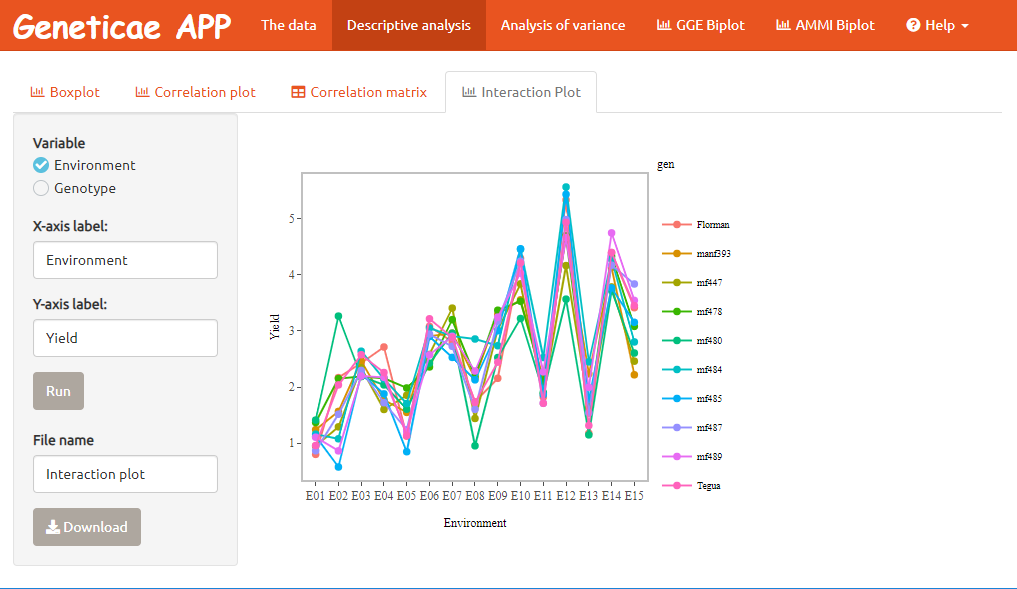 Geneticae APP The data Descriptive analysis Analysis of variance GGE Biplot AMMI Biplot Help
Boxplot Correlation plot Correlation matrix Interaction Plot
Variable
Environment
Genotype
X-axis label:
Environment
Y-axis label:
Yield
Run
File name
Interaction plot
Download
Yield
5
4
3
2
1
E01 E02 E03 E04 E05 E06 E07 E08 E09 E10 E11 E12 E13 E14 E15
Environment
gen
Florman
manf393
mf447
mf478
mf480
mf484
mf485
mf487
mf489
Tegua